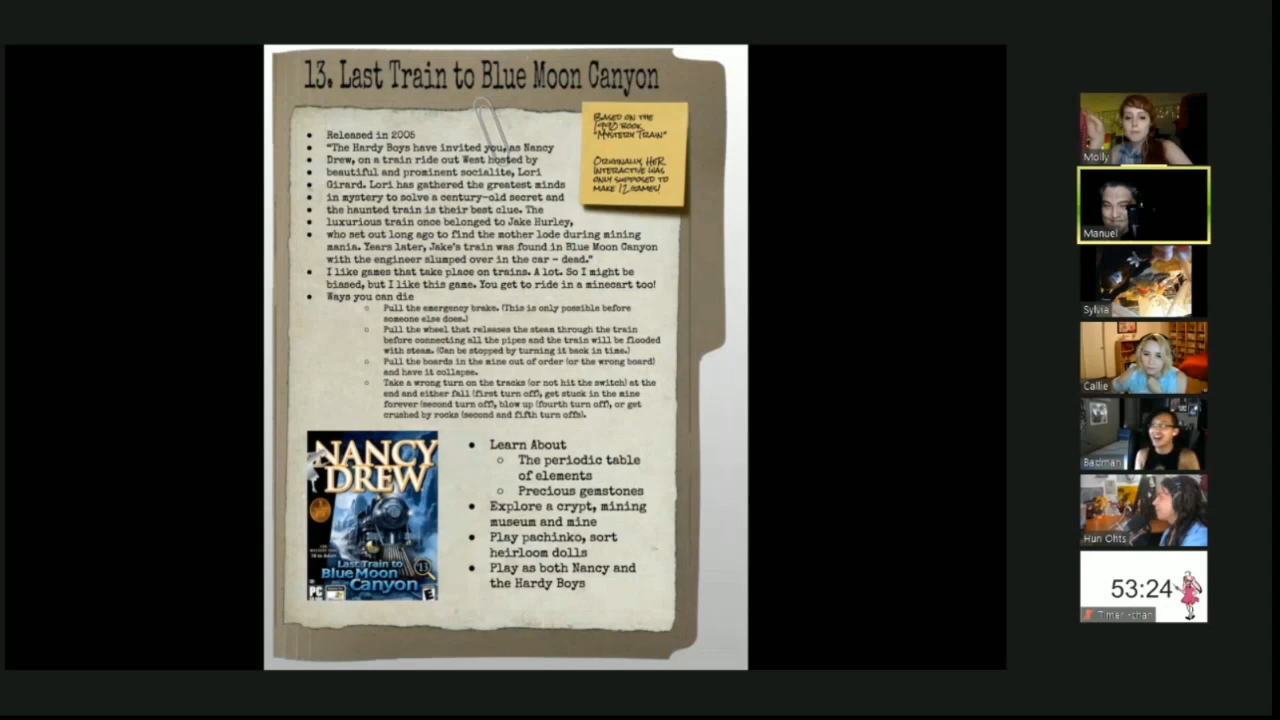 13. Last Train to Blue Moon Canyon
BASED ON THE
1990 BOOK
"MYSTERY TRAIN"
ORIGINALLY, HER
INTERACTIVE WAS
ONLY SUPPOSED TO
MAKE 12 GAMES!
• Released in 2005
• "The Hardy Boys have invited you, as Nancy
• Drew, on a train ride out West hosted by
• beautiful and prominent socialite, Lori
• Girard. Lori has gathered the greatest minds
• in mystery to solve a century-old secret and
• the haunted train is their best clue. The
• luxurious train once belonged to Jake Hurley,
• who set out long ago to find the mother lode during mining
mania. Years later, Jake's train was found in Blue Moon Canyon
with the engineer slumped over in the car – dead."
• I like games that take place on trains. A lot. So I might be
biased, but I like this game. You get to ride in a minecart too!
• Ways you can die
○ Pull the emergency brake. (This is only possible before
someone else does.)
○ Pull the wheel that releases the steam through the train
before connecting all the pipes and the train will be flooded
with steam. (Can be stopped by turning it back in time.)
○ Pull the boards in the mine out of order (or the wrong board)
and have it collapse.
○ Take a wrong turn on the tracks (or not hit the switch) at the
end and either fall (first turn off), get stuck in the mine
forever (second turn off), blow up (fourth turn off), or get
crushed by rocks (second and fifth turn offs).
NANCY
DREW
Last Train to
Blue Moon
Canyon
13
PC
E
• Learn About
○ The periodic table
of elements
○ Precious gemstones
• Explore a crypt, mining
museum and mine
• Play pachinko, sort
heirloom dolls
• Play as both Nancy and
the Hardy Boys
Molly
Manuel
Sylvia
Callie
Badman
Hun Ohts
53:24
Timer-chan